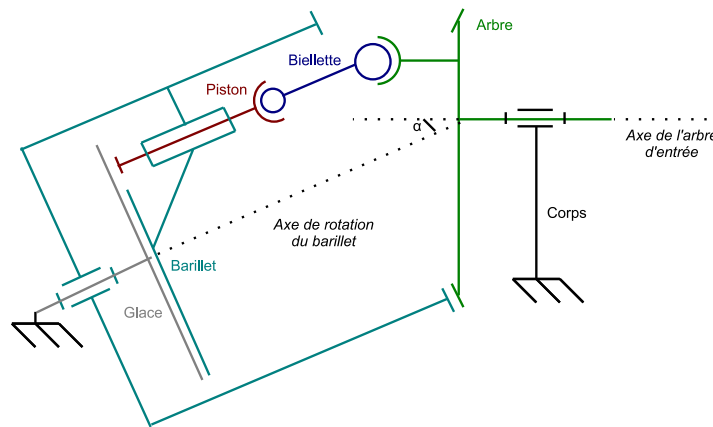 Arbre
Biellette
Piston
α
Axe de l'arbre
d'entrée
Axe de rotation
du barillet
Corps
Barillet
Glace